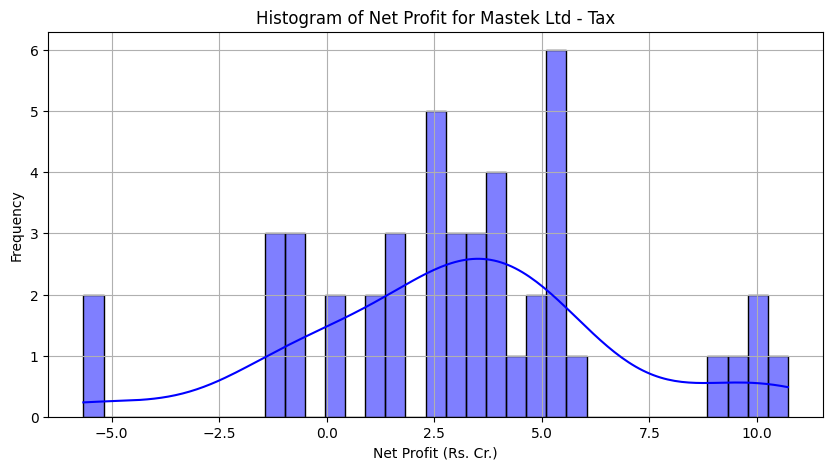 Histogram of Net Profit for Mastek Ltd - Tax
Frequency
6
5
4
3
2
1
0
−5.0 −2.5 0.0 2.5 5.0 7.5 10.0
Net Profit (Rs. Cr.)